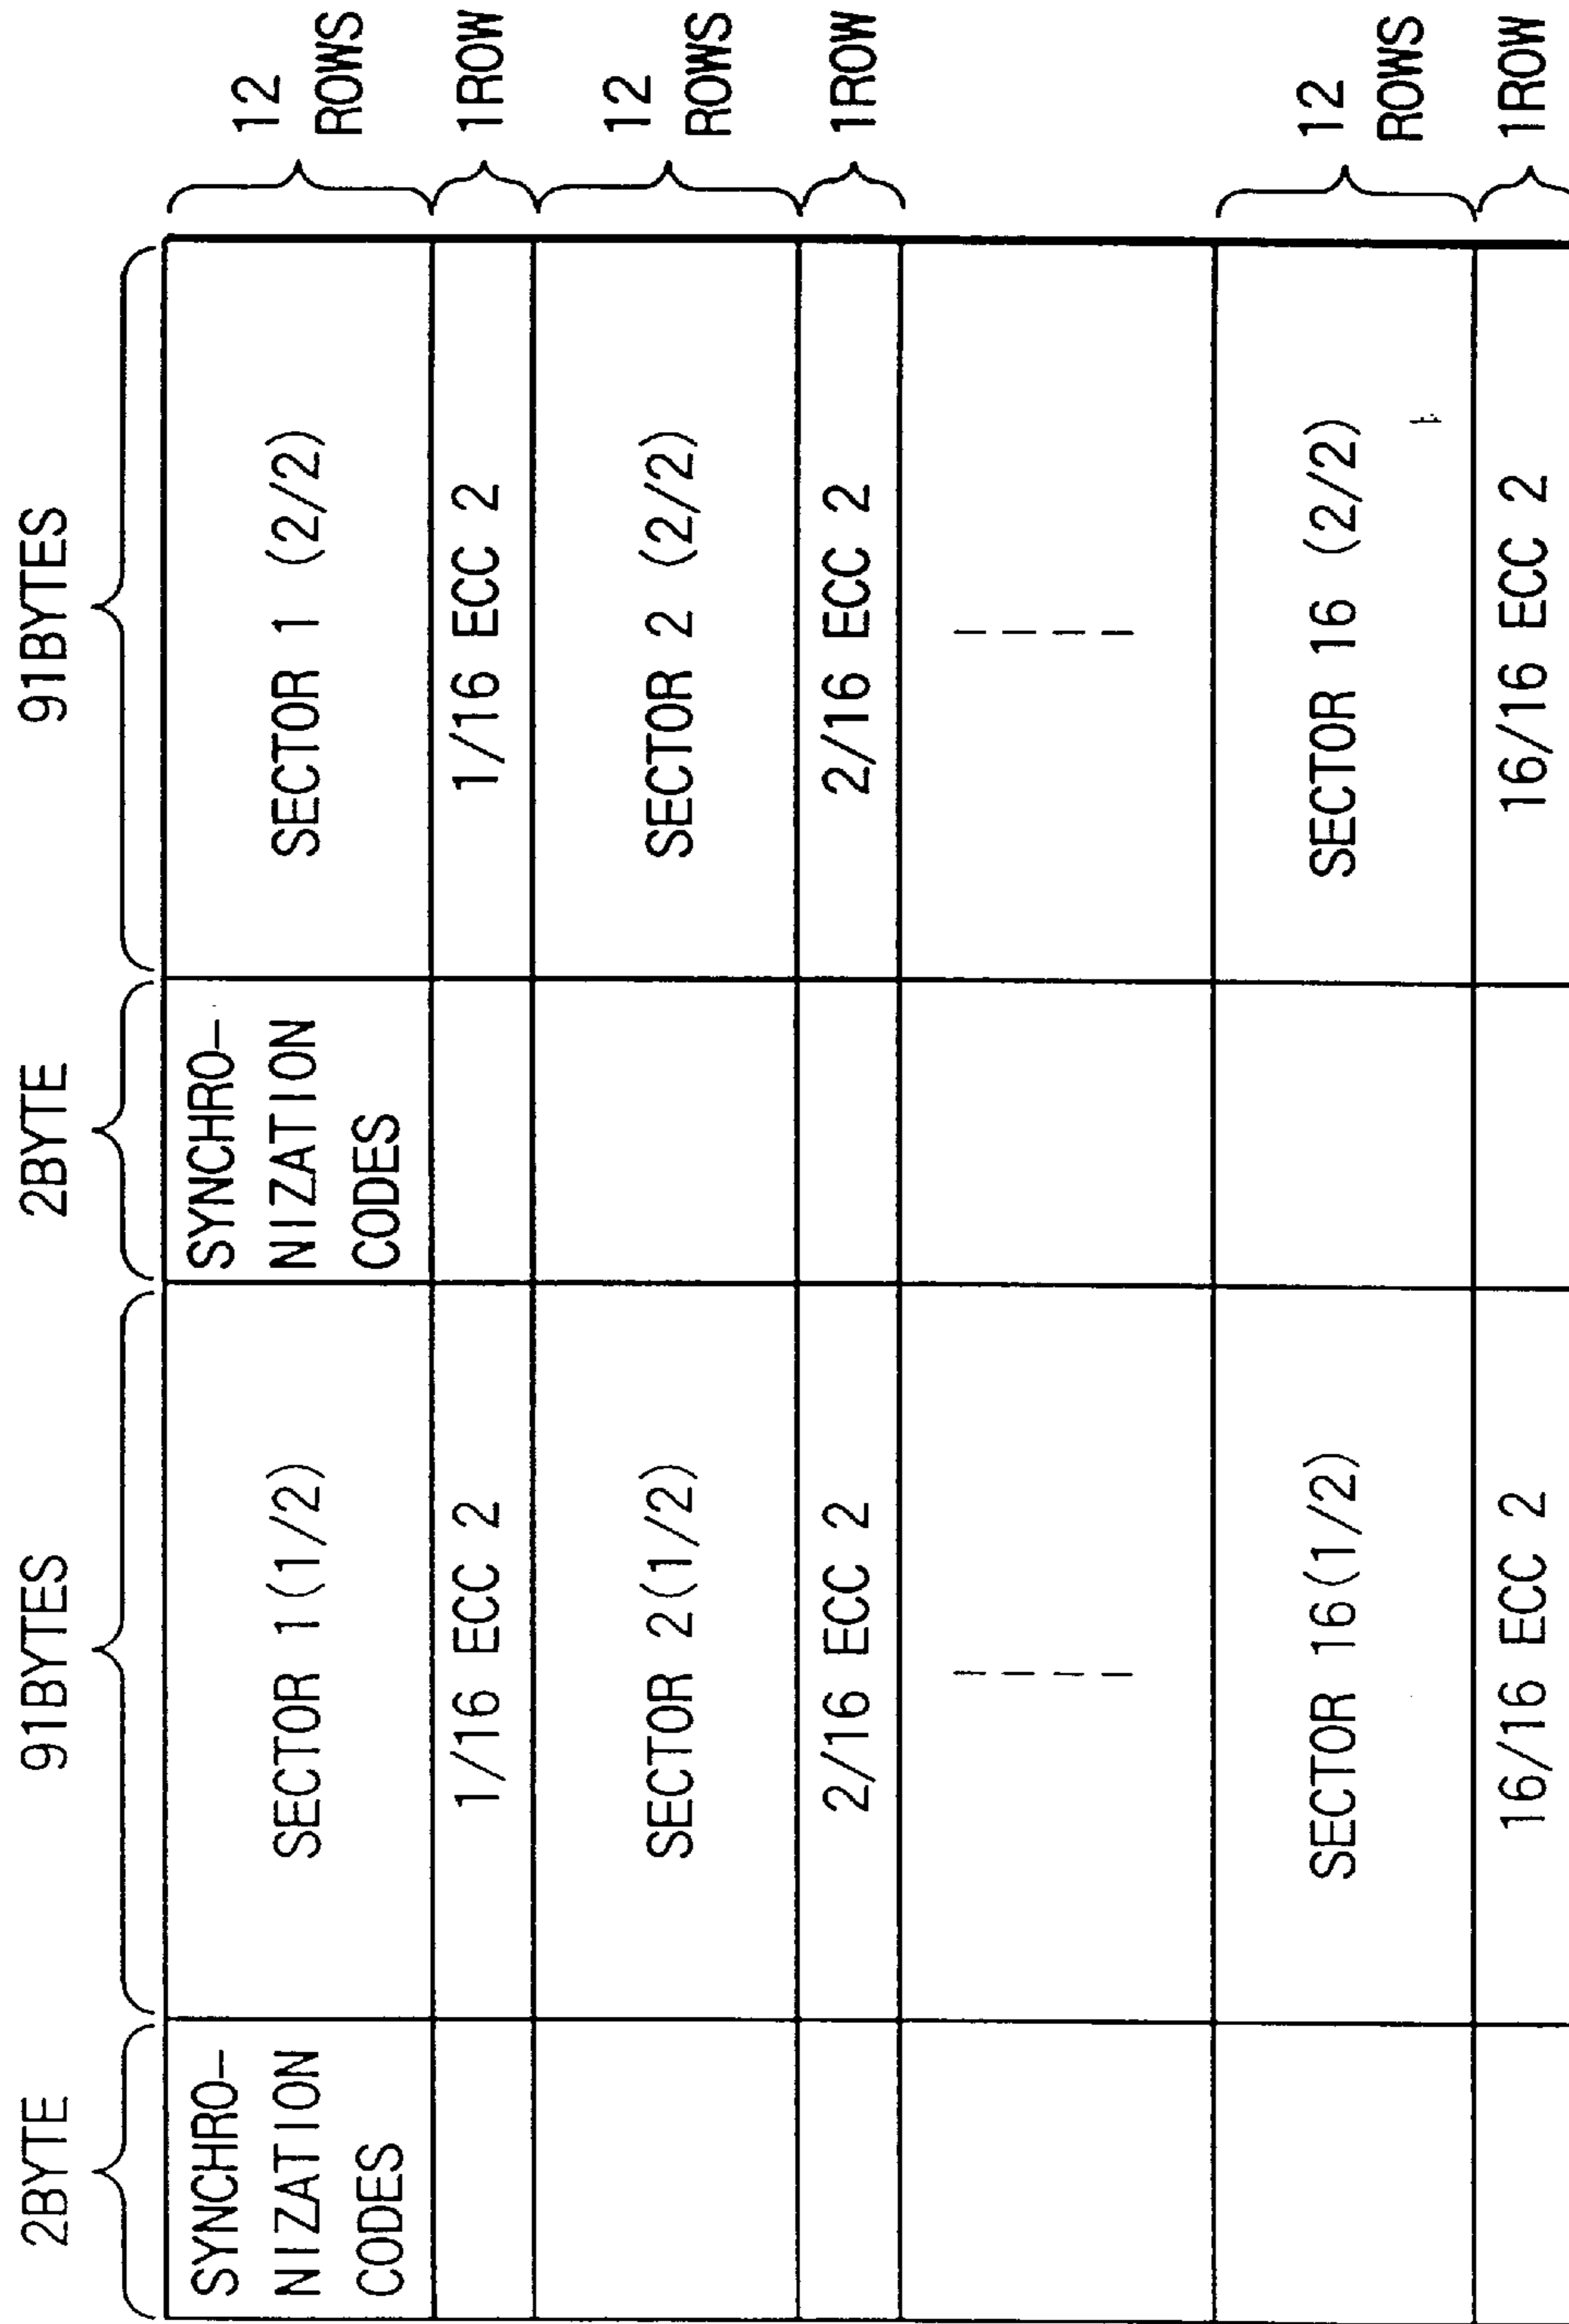 2BYTE 91BYTES 2BYTE 91BYTES
SYNCHRO-
NIZATION
CODES
SECTOR 1(1/2)
SYNCHRO-
NIZATION
CODES
SECTOR 1 (2/2)
12
ROWS
1/16 ECC 2
1/16 ECC 2
1ROW
SECTOR 2(1/2)
SECTOR 2 (2/2)
12
ROWS
2/16 ECC 2
2/16 ECC 2
1ROW
SECTOR 16(1/2)
SECTOR 16 (2/2)
12
ROWS
16/16 ECC 2
16/16 ECC 2
1ROW